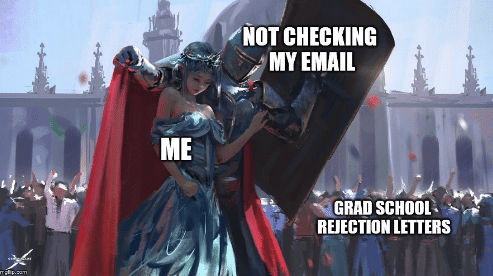 NOT CHECKING
MY EMAIL
ME
GRAD SCHOOL
REJECTION LETTERS
imgflip.com